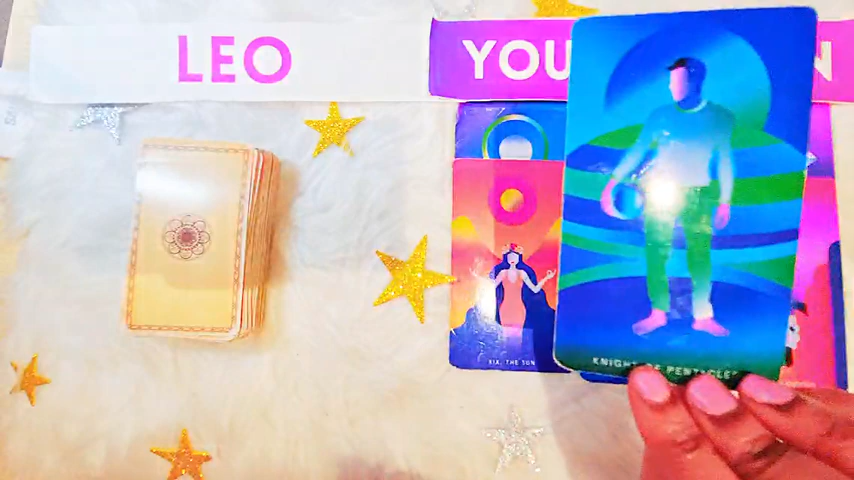 LEO
YOU
N
XIX. THE SUN
KNIGHT OF PENTACLES